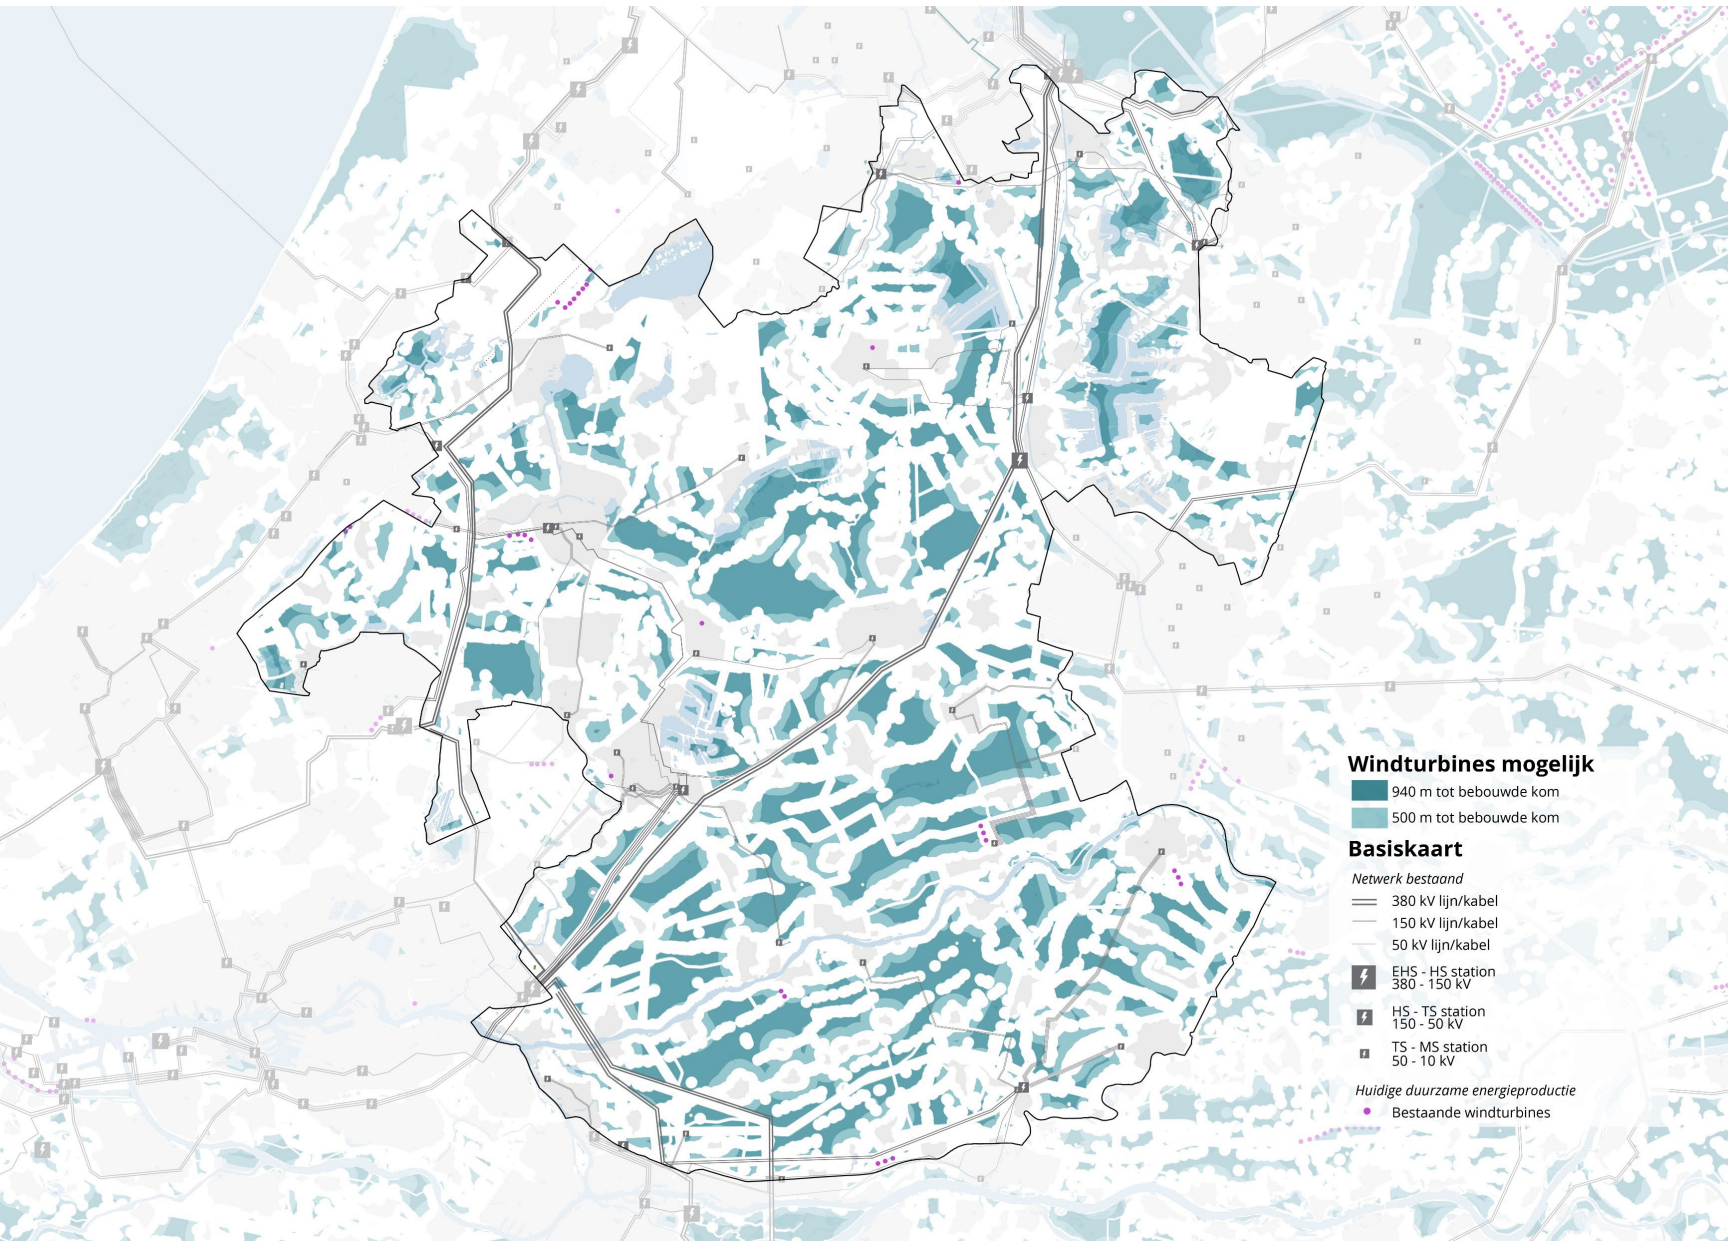 Windturbines mogelijk
940 m tot bebouwde kom
500 m tot bebouwde kom
Basiskaart
Netwerk bestaand
380 kV lijn/kabel
150 kV lijn/kabel
50 kV lijn/kabel
EHS - HS station
380 - 150 kV
HS - TS station
150 - 50 kV
TS - MS station
50 - 10 kV
Huidige duurzame energieproductie
Bestaande windturbines